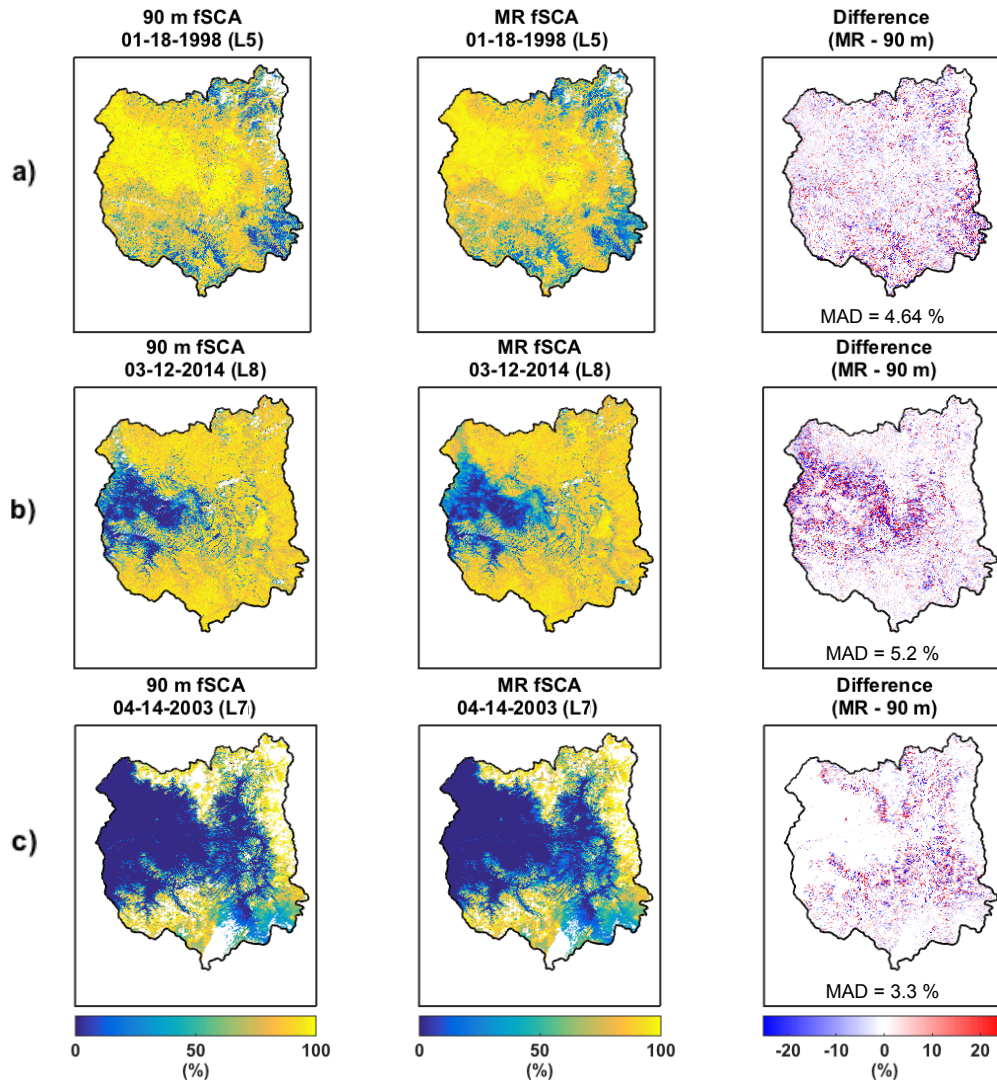 90 m fSCA
01-18-1998 (L5)
MR fSCA
01-18-1998 (L5)
Difference
(MR - 90 m)
a)
MAD = 4.64 %
90 m fSCA
03-12-2014 (L8)
MR fSCA
03-12-2014 (L8)
Difference
(MR - 90 m)
b)
MAD = 5.2 %
90 m fSCA
04-14-2003 (L7)
MR fSCA
04-14-2003 (L7)
Difference
(MR - 90 m)
c)
MAD = 3.3 %
0 50 100
(%)
0 50 100
(%)
-20 -10 0 10 20
(%)